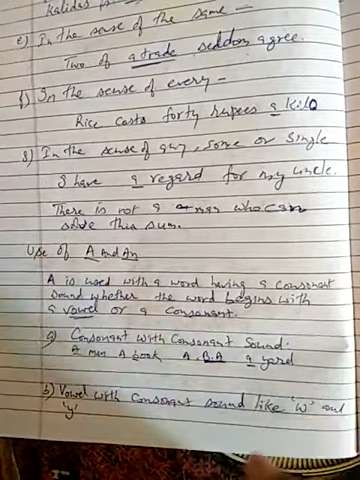 Kalidas is
e) In the sense of the same -
Two of a trade seldom agree.
f) In the sense of every -
Rice costs forty rupees a kilo
g) In the sense of any, some or single
I have a regard for my uncle.
There is not a man who can
solve this sum.
Use of A and An
A is used with a word having a consonant
sound whether the word begins with
a vowel or a consonant.
a) Consonant with Consonant Sound.
A man A book A B.A a yard
b) Vowel with consonant sound like 'w' and
'y'